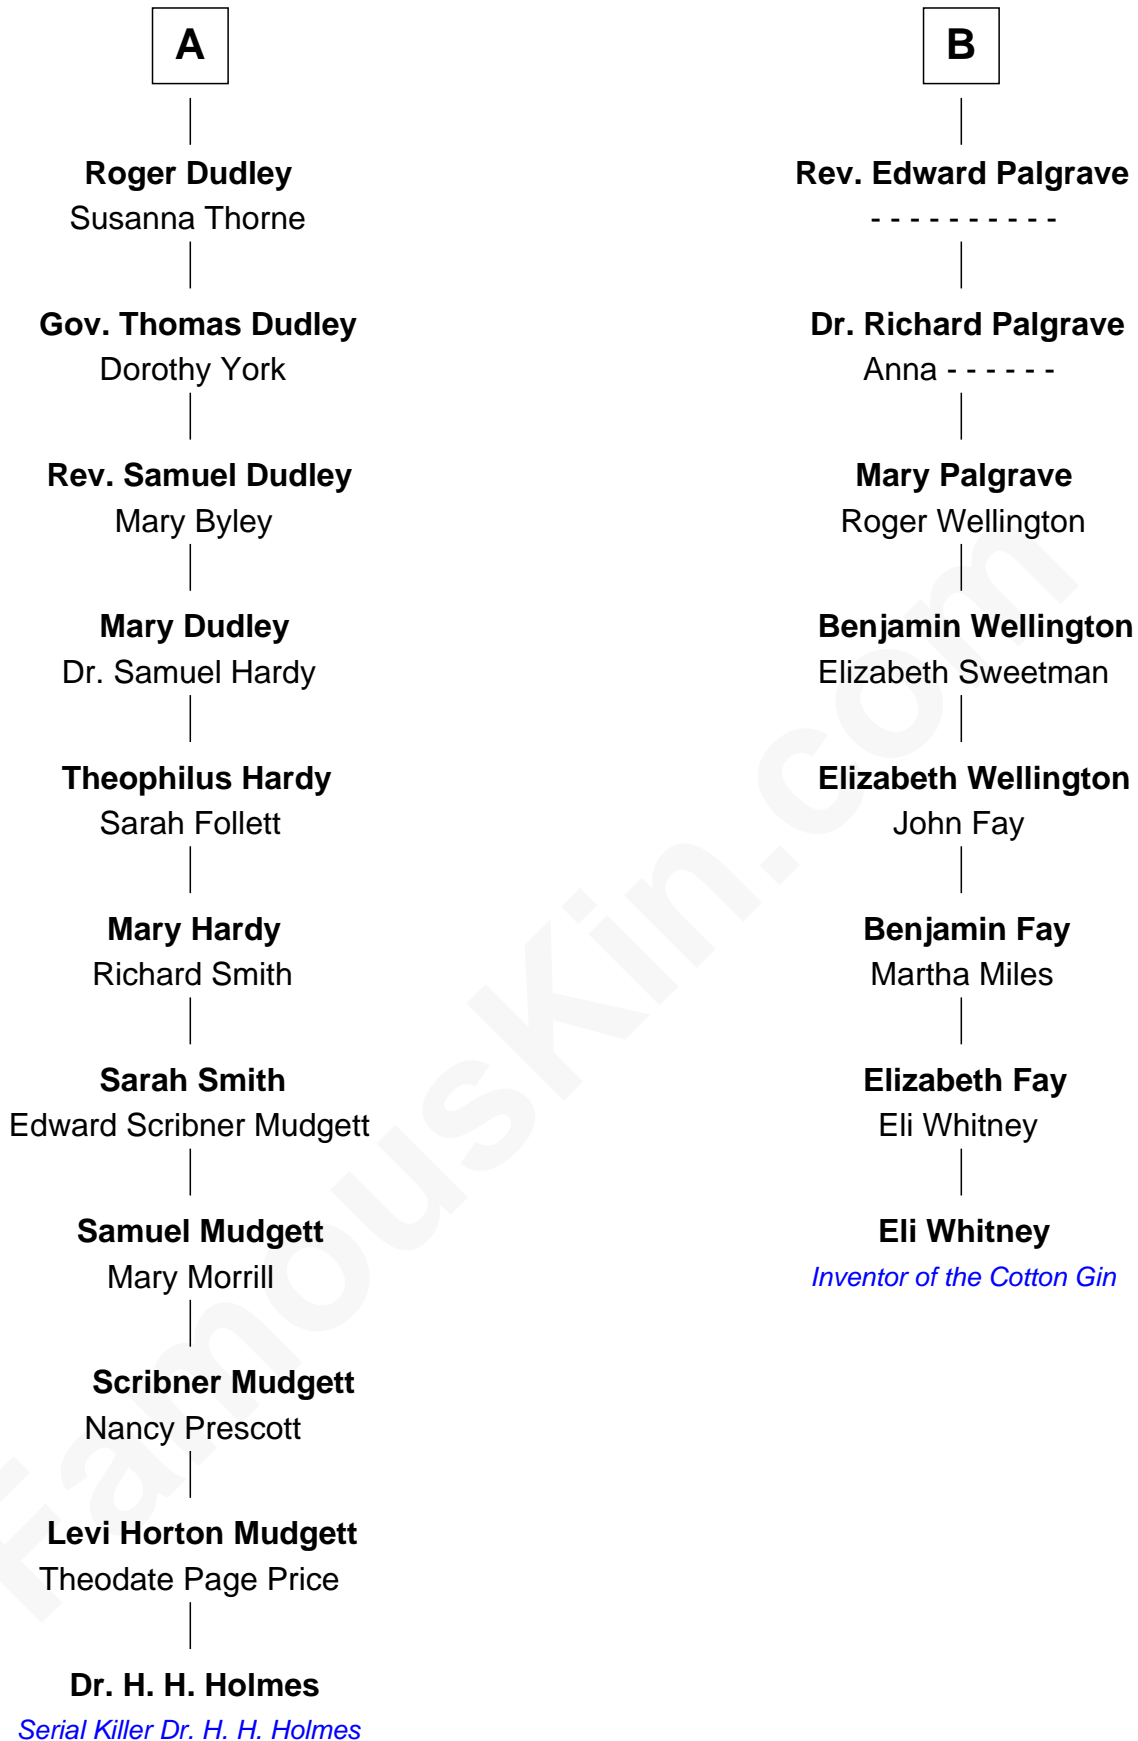 A
Roger Dudley
Susanna Thorne
Gov. Thomas Dudley
Dorothy York
Rev. Samuel Dudley
Mary Byley
Mary Dudley
Dr. Samuel Hardy
Theophilus Hardy
Sarah Follett
Mary Hardy
Richard Smith
Sarah Smith
Edward Scribner Mudgett
Samuel Mudgett
Mary Morrill
Scribner Mudgett
Nancy Prescott
Levi Horton Mudgett
Theodate Page Price
Dr. H. H. Holmes
Serial Killer Dr. H. H. Holmes
B
Rev. Edward Palgrave
- - - - - - - - - -
Dr. Richard Palgrave
Anna - - - - - -
Mary Palgrave
Roger Wellington
Benjamin Wellington
Elizabeth Sweetman
Elizabeth Wellington
John Fay
Benjamin Fay
Martha Miles
Elizabeth Fay
Eli Whitney
Eli Whitney
Inventor of the Cotton Gin
FamousKin.com